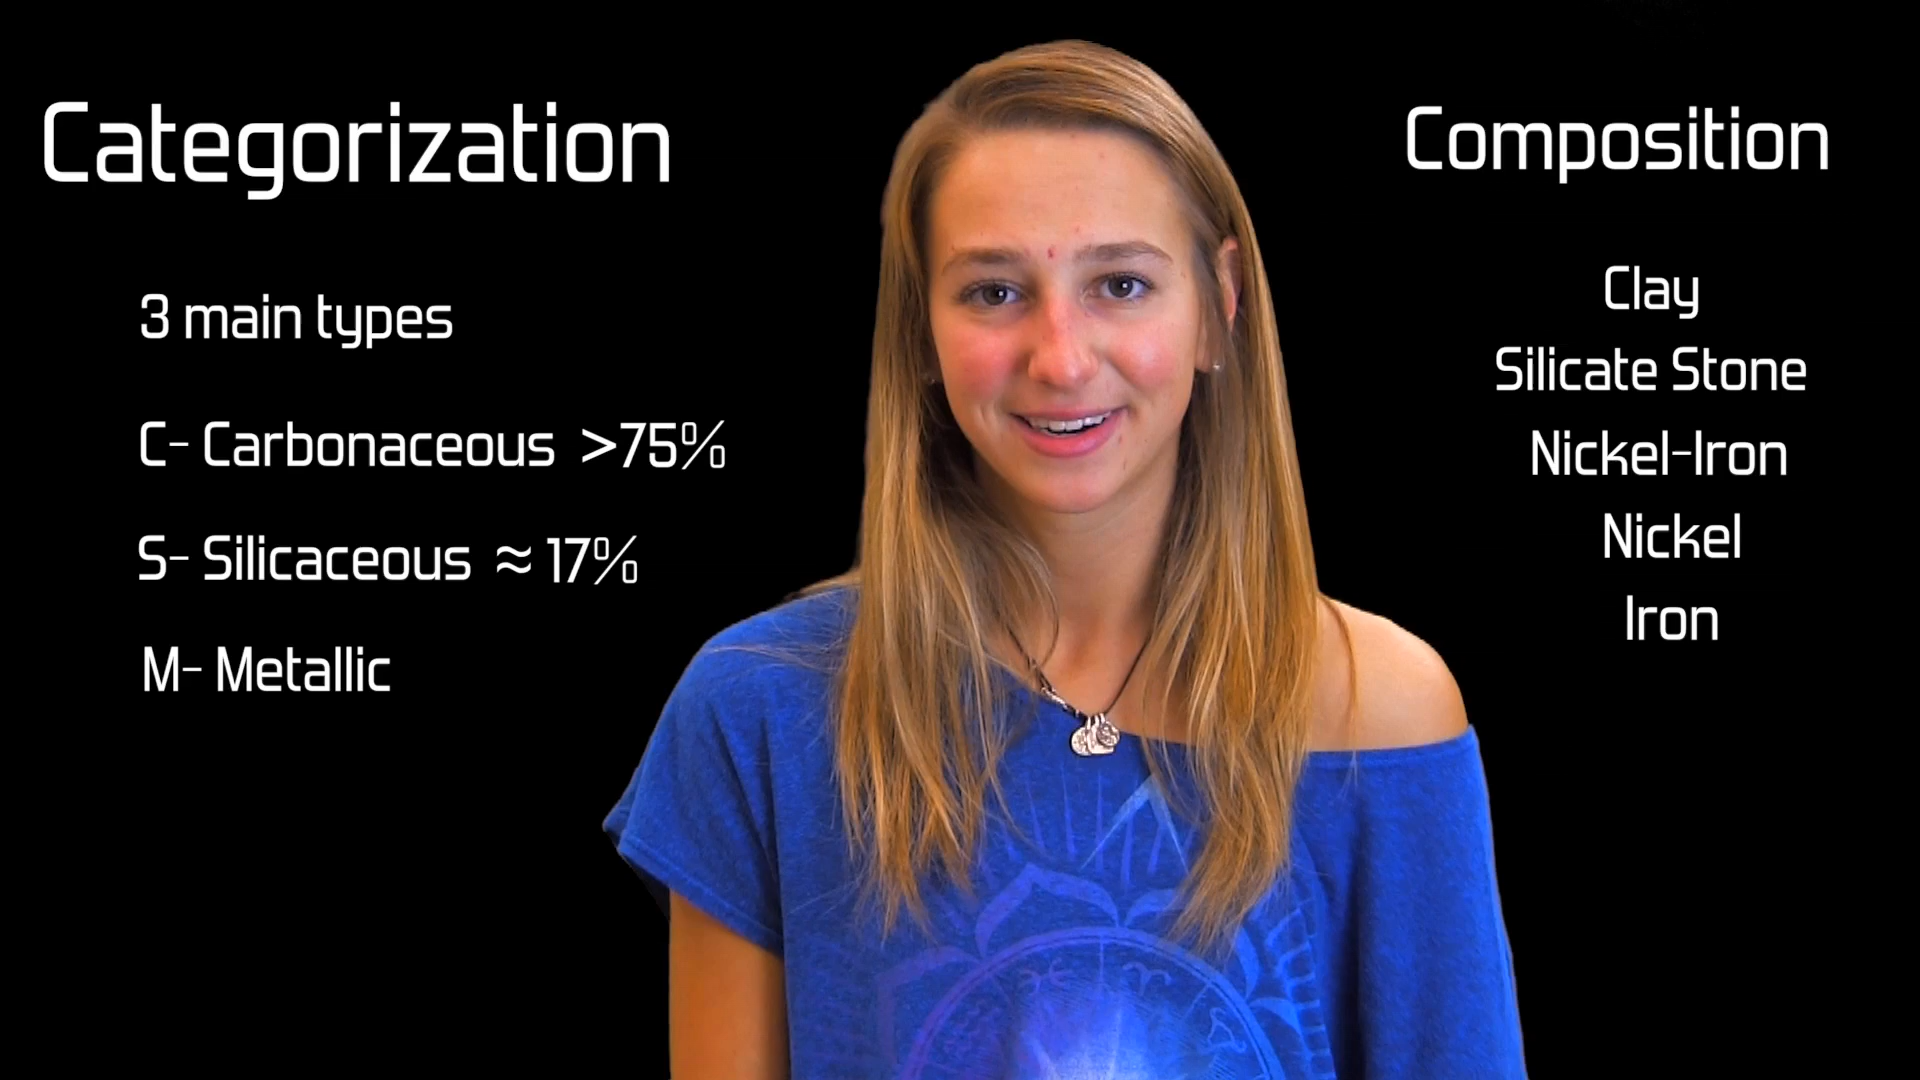 Categorization
3 main types
C- Carbonaceous >75%
S- Silicaceous ≈ 17%
M- Metallic
Composition
Clay
Silicate Stone
Nickel-Iron
Nickel
Iron